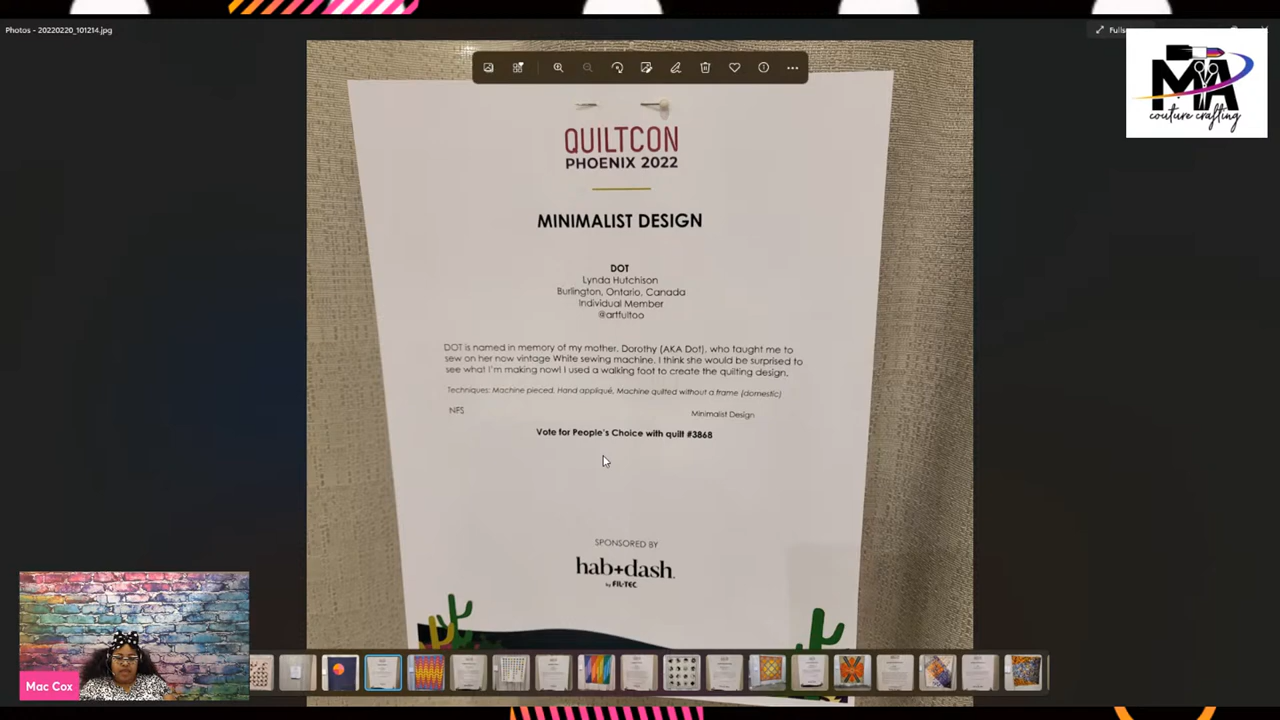 Photos - 20220220_101214.jpg
Fulls
MA
couture crafting
QUILTCON
PHOENIX 2022
MINIMALIST DESIGN
DOT
Lynda Hutchison
Burlington, Ontario, Canada
Individual Member
@artfultoo
DOT is named in memory of my mother, Dorothy (AKA Dot), who taught me to
sew on her now vintage White sewing machine. I think she would be surprised to
see what I'm making now! I used a walking foot to create the quilting design.
Techniques: Machine pieced, Hand appliqué, Machine quilted without a frame (domestic)
NFS
Minimalist Design
Vote for People's Choice with quilt #3868
SPONSORED BY
hab+dash.
by FIL-TEC
Mac Cox